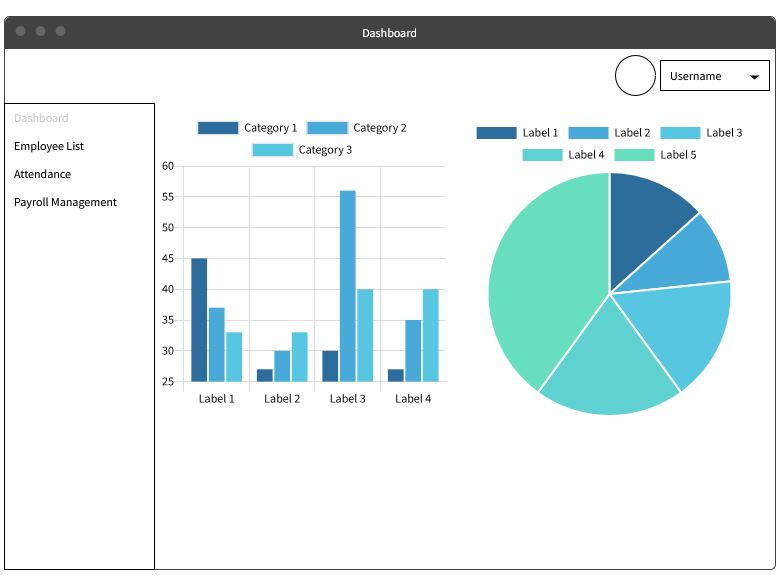 Dashboard
Username
Dashboard
Employee List
Attendance
Payroll Management
Category 1 Category 2
Category 3
60
55
50
45
40
35
30
25
Label 1 Label 2 Label 3 Label 4
Label 1 Label 2 Label 3
Label 4 Label 5